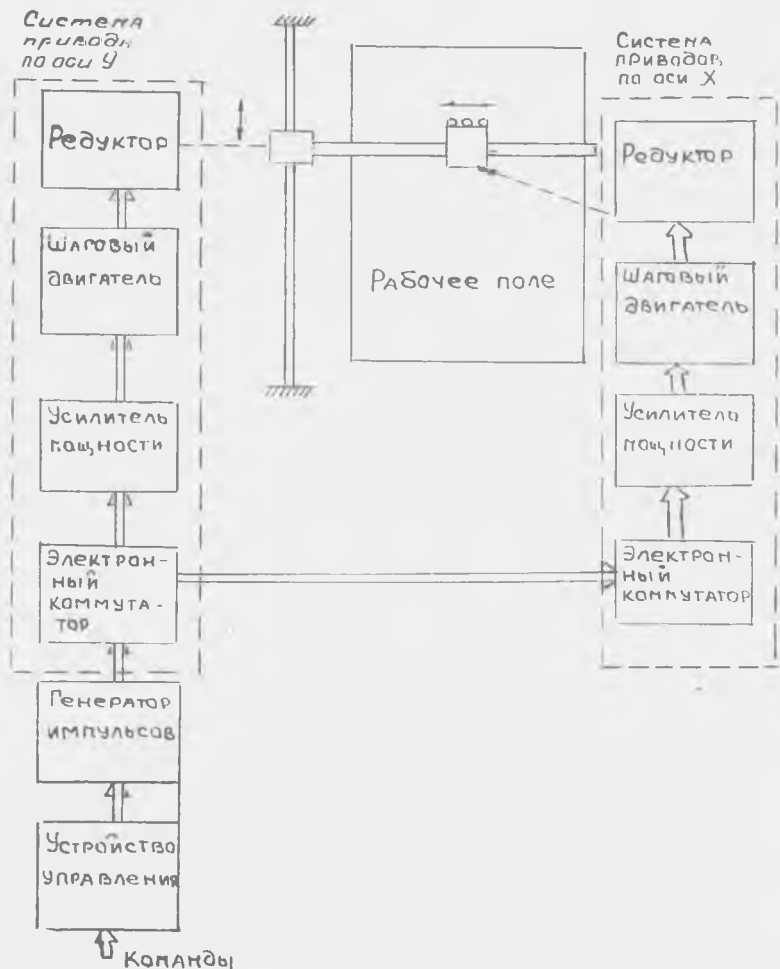 Система
приводн
по оси У
Редуктор
Шаговый
двигатель
Усилитель
мощности
Электрон-
ный
коммута-
тор
Генератор
импульсов
Устройство
управления
Команды
Рабочее поле
Система
приводов
по оси X
Редуктор
Шаговый
двигатель
Усилитель
мощности
Электрон-
ный
коммутатор